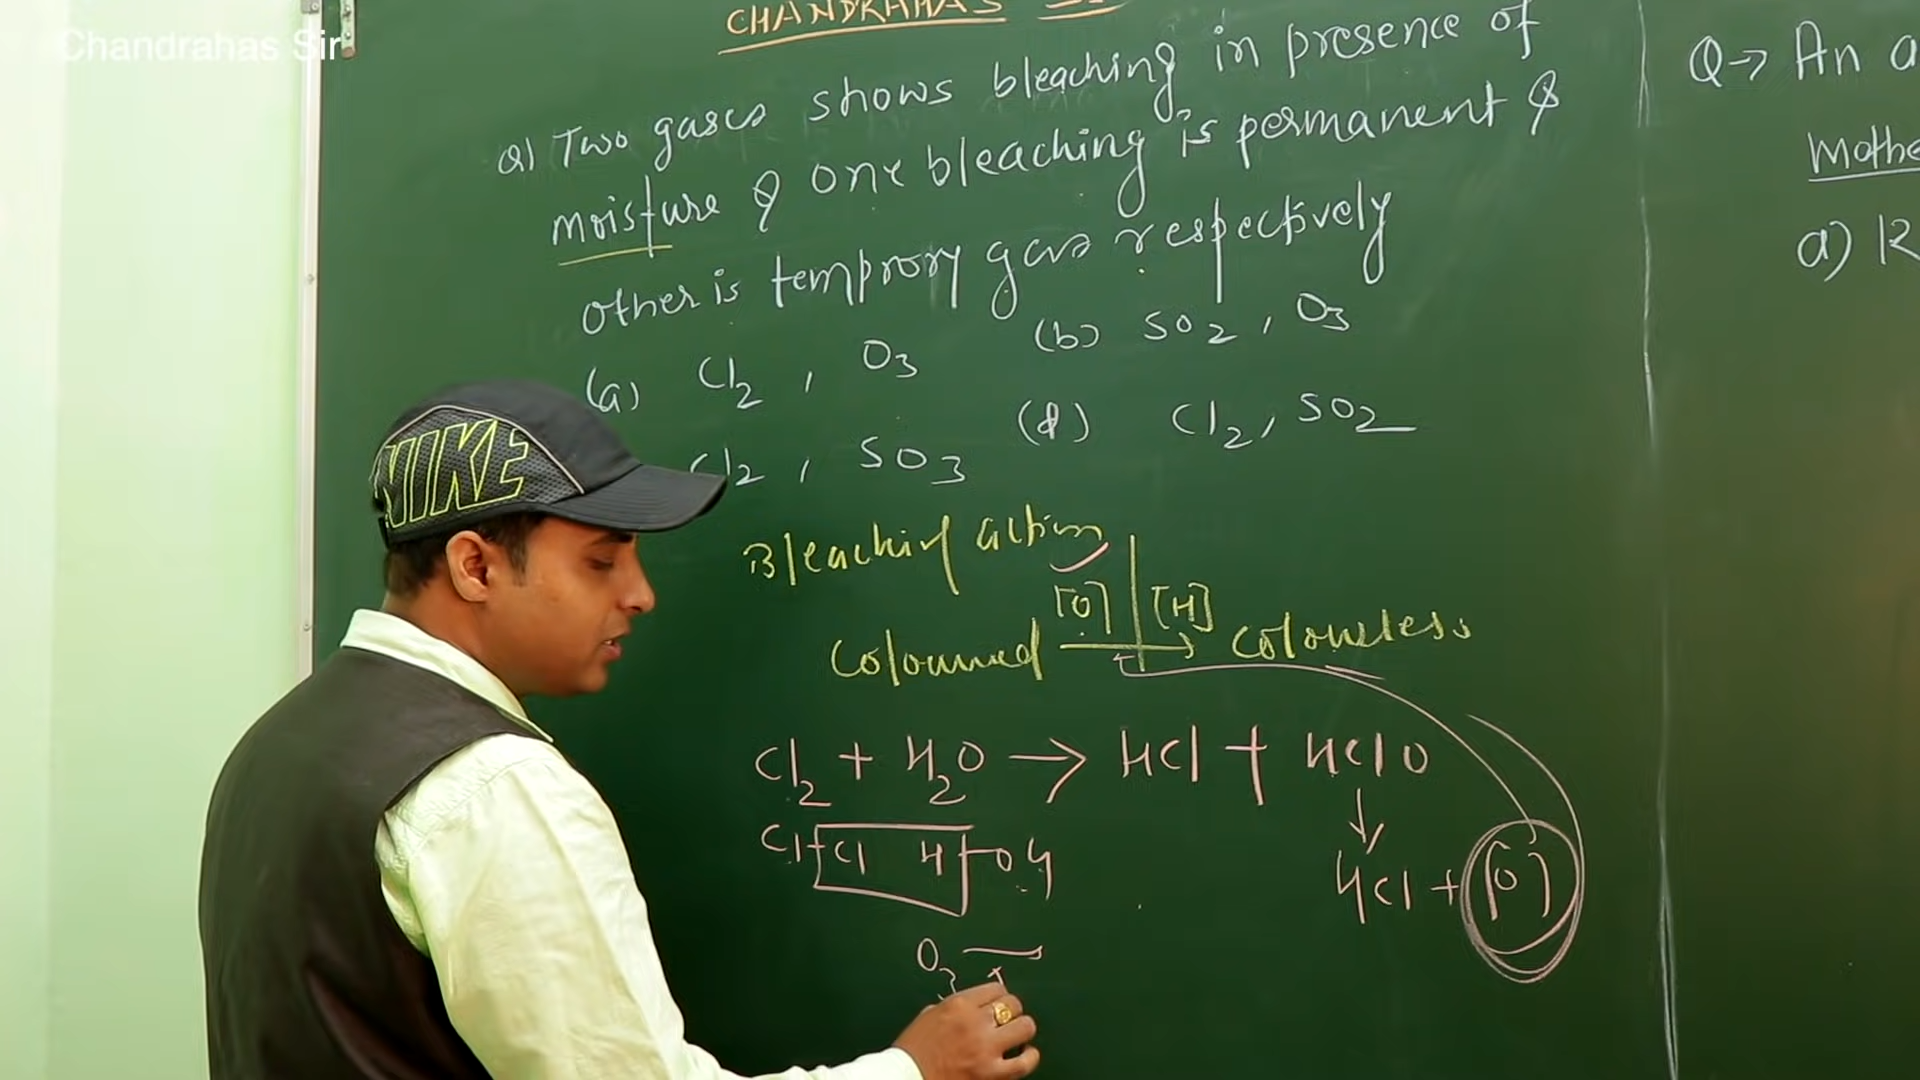 Chandrahas Sir
CHANDRAHAS
Q) Two gases shows bleaching in presence of
moisture & one bleaching is permanent &
other is temprory gas respectively
(a) Cl2 , O3 (b) SO2 , O3
Cl2 , SO3 (d) Cl2 , SO2
Bleaching action
Coloured [O] [H] Colourless
Cl2 + H2O → HCl + HClO
Cl Cl H OH
HCl + [O]
O3
NIKE
Q→ An a
Mothe
a) R